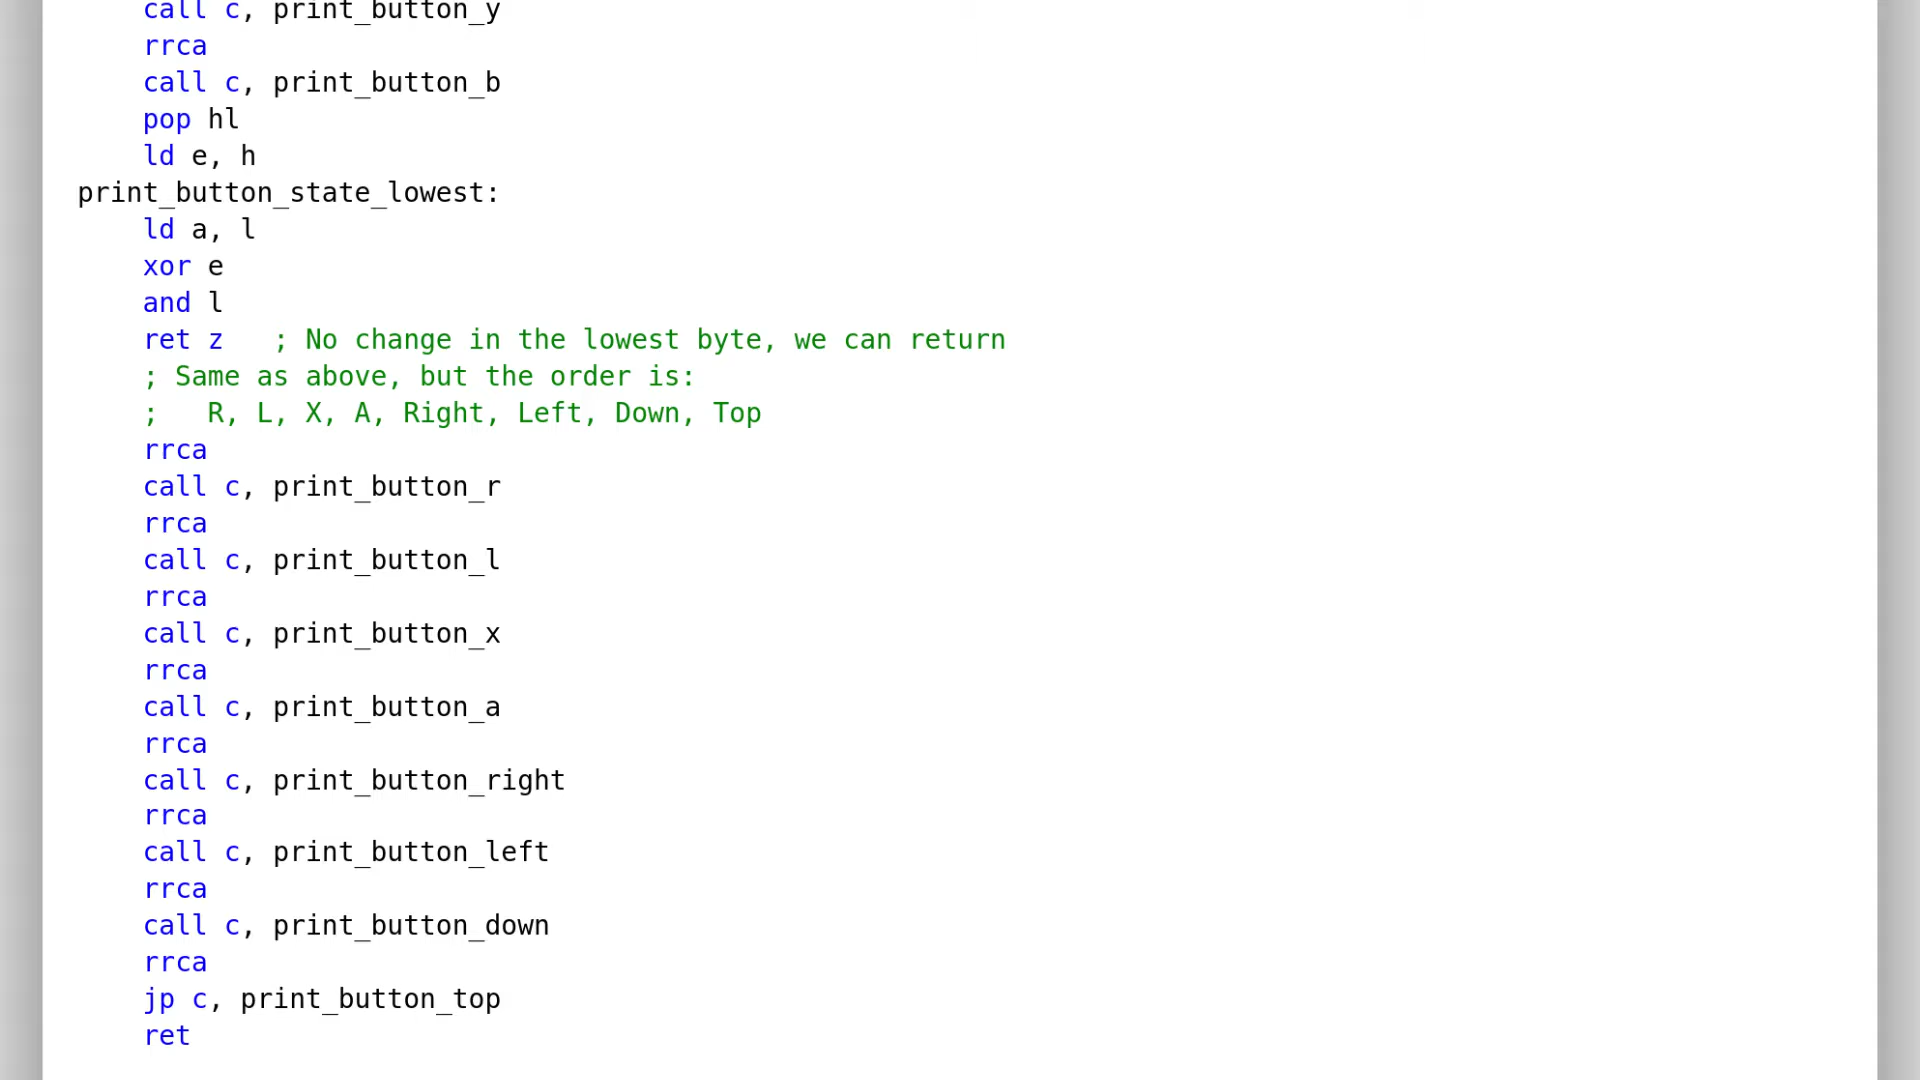 call c, print_button_y
    rrca
    call c, print_button_b
    pop hl
    ld e, h
print_button_state_lowest:
    ld a, l
    xor e
    and l
    ret z   ; No change in the lowest byte, we can return
    ; Same as above, but the order is:
    ;   R, L, X, A, Right, Left, Down, Top
    rrca
    call c, print_button_r
    rrca
    call c, print_button_l
    rrca
    call c, print_button_x
    rrca
    call c, print_button_a
    rrca
    call c, print_button_right
    rrca
    call c, print_button_left
    rrca
    call c, print_button_down
    rrca
    jp c, print_button_top
    ret